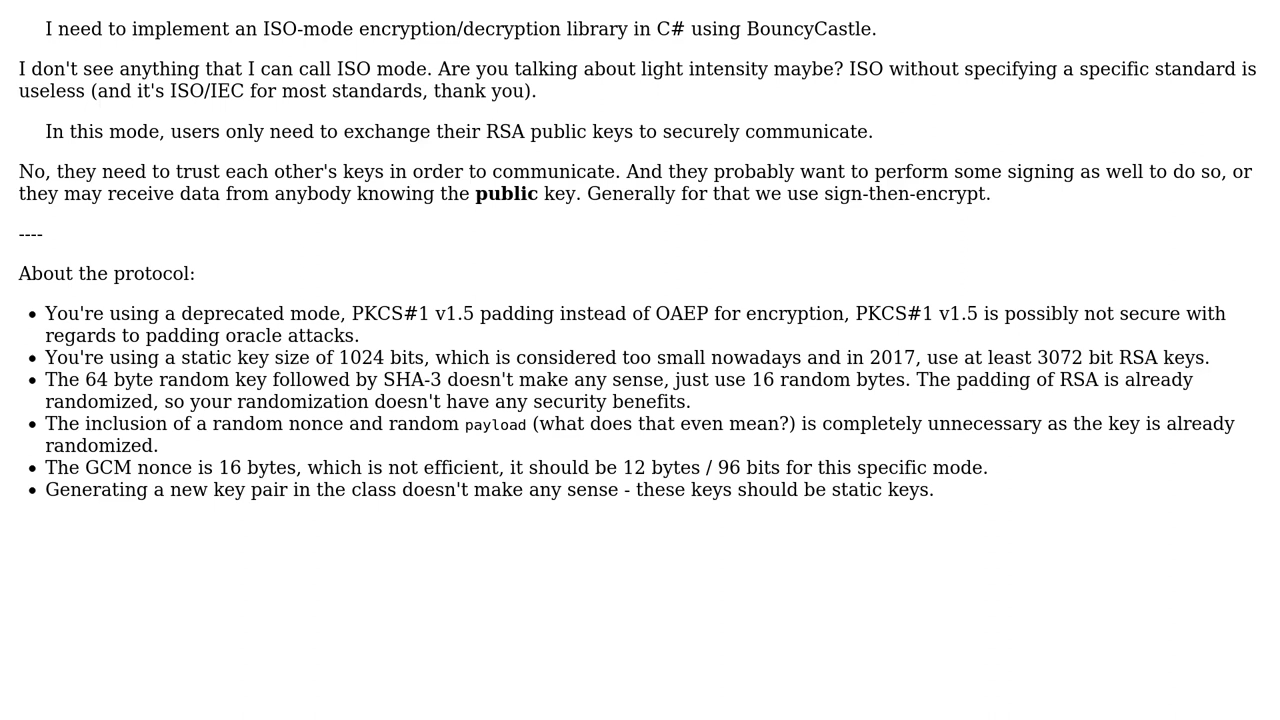 I need to implement an ISO-mode encryption/decryption library in C# using BouncyCastle.
I don't see anything that I can call ISO mode. Are you talking about light intensity maybe? ISO without specifying a specific standard is
useless (and it's ISO/IEC for most standards, thank you).
In this mode, users only need to exchange their RSA public keys to securely communicate.
No, they need to trust each other's keys in order to communicate. And they probably want to perform some signing as well to do so, or
they may receive data from anybody knowing the public key. Generally for that we use sign-then-encrypt.
----
About the protocol:
• You're using a deprecated mode, PKCS#1 v1.5 padding instead of OAEP for encryption, PKCS#1 v1.5 is possibly not secure with
regards to padding oracle attacks.
• You're using a static key size of 1024 bits, which is considered too small nowadays and in 2017, use at least 3072 bit RSA keys.
• The 64 byte random key followed by SHA-3 doesn't make any sense, just use 16 random bytes. The padding of RSA is already
randomized, so your randomization doesn't have any security benefits.
• The inclusion of a random nonce and random payload (what does that even mean?) is completely unnecessary as the key is already
randomized.
• The GCM nonce is 16 bytes, which is not efficient, it should be 12 bytes / 96 bits for this specific mode.
• Generating a new key pair in the class doesn't make any sense - these keys should be static keys.